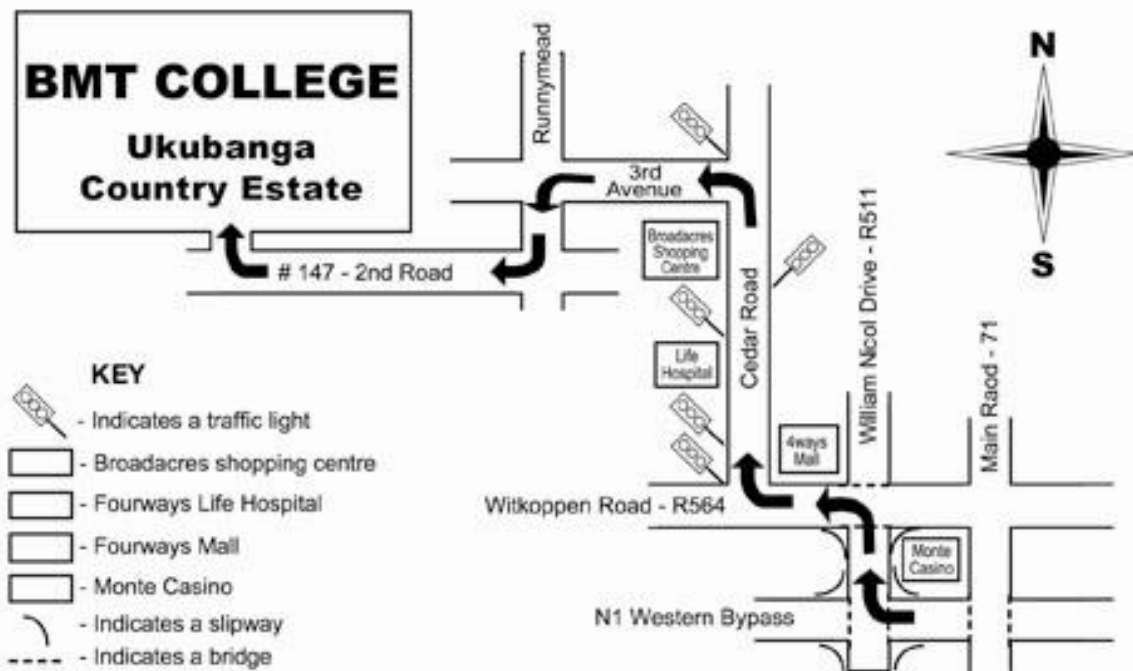 BMT COLLEGE
Ukubanga
Country Estate
Runnymead
3rd
Avenue
# 147 - 2nd Road
Broadacres
Shopping
Centre
Life
Hospital
Cedar Road
4ways
Mall
William Nicol Drive - R511
Main Raod - 71
Witkoppen Road - R564
Monte
Casino
N1 Western Bypass
N
S
KEY
- Indicates a traffic light
- Broadacres shopping centre
- Fourways Life Hospital
- Fourways Mall
- Monte Casino
- Indicates a slipway
- Indicates a bridge